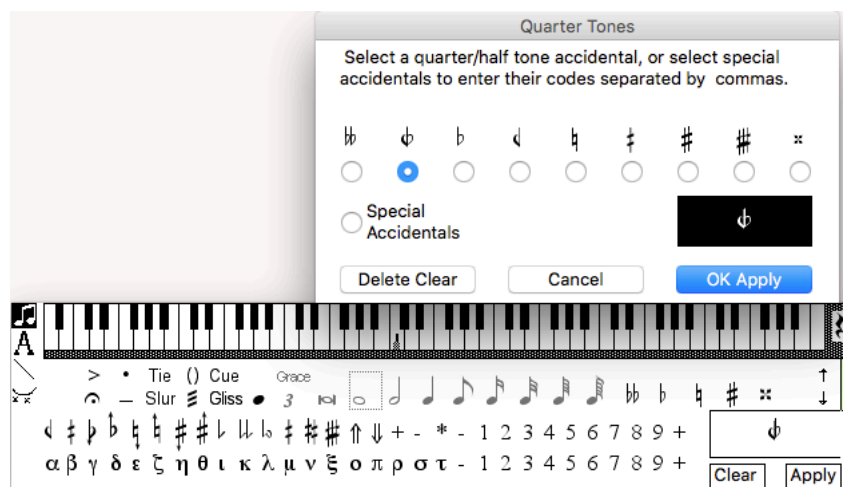 Quarter Tones
Select a quarter/half tone accidental, or select special
accidentals to enter their codes separated by commas.
Special
Accidentals
Delete Clear Cancel OK Apply
A
> • Tie () Cue Grace
— Slur Gliss 3
+ - * - 1 2 3 4 5 6 7 8 9 +
α β γ δ ε ζ η θ ι κ λ μ ν ξ ο π ρ σ τ - 1 2 3 4 5 6 7 8 9 +
Clear Apply